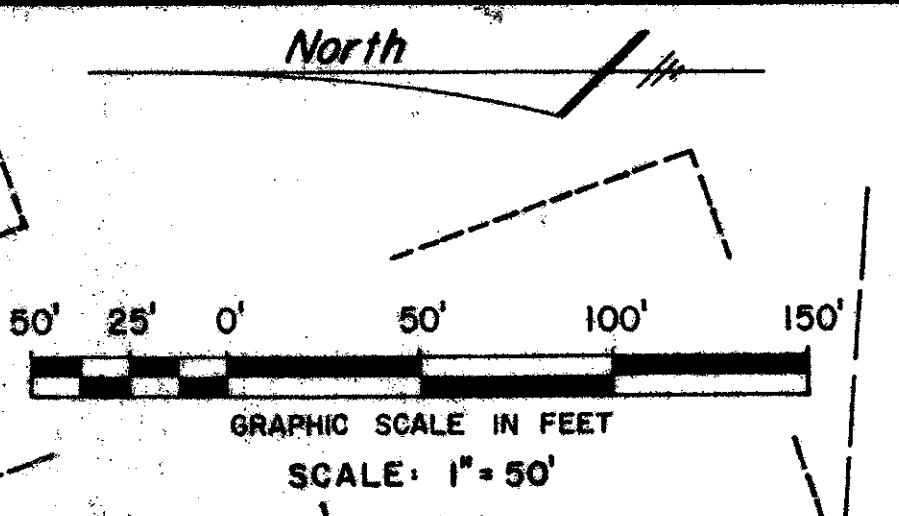 North
50' 25' 0' 50' 100' 150'
GRAPHIC SCALE IN FEET
SCALE: 1" = 50'